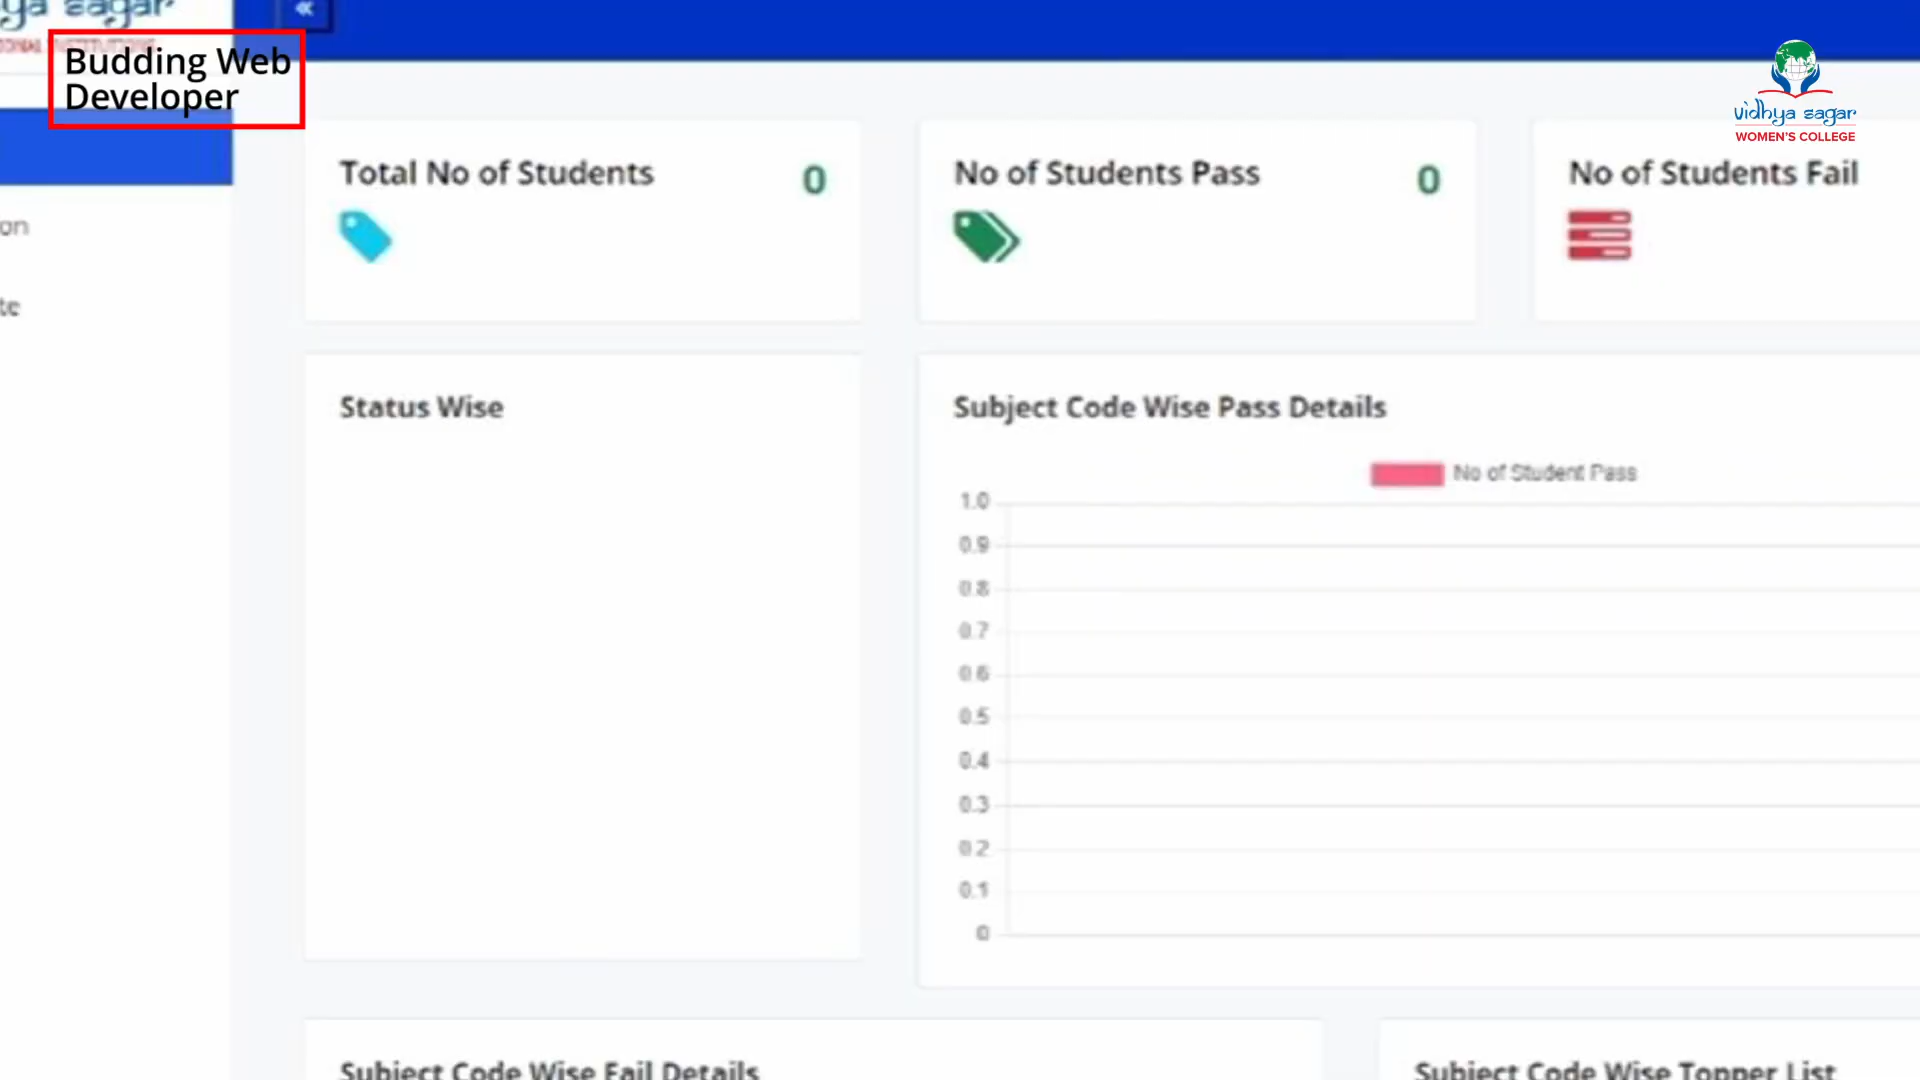 Budding Web
Developer
vidhya sagar
WOMEN'S COLLEGE
Total No of Students 0
No of Students Pass 0
No of Students Fail
Status Wise
Subject Code Wise Pass Details
No of Student Pass
1.0
0.9
0.8
0.7
0.6
0.5
0.4
0.3
0.2
0.1
0
Subject Code Wise Fail Details
Subject Code Wise Topper List